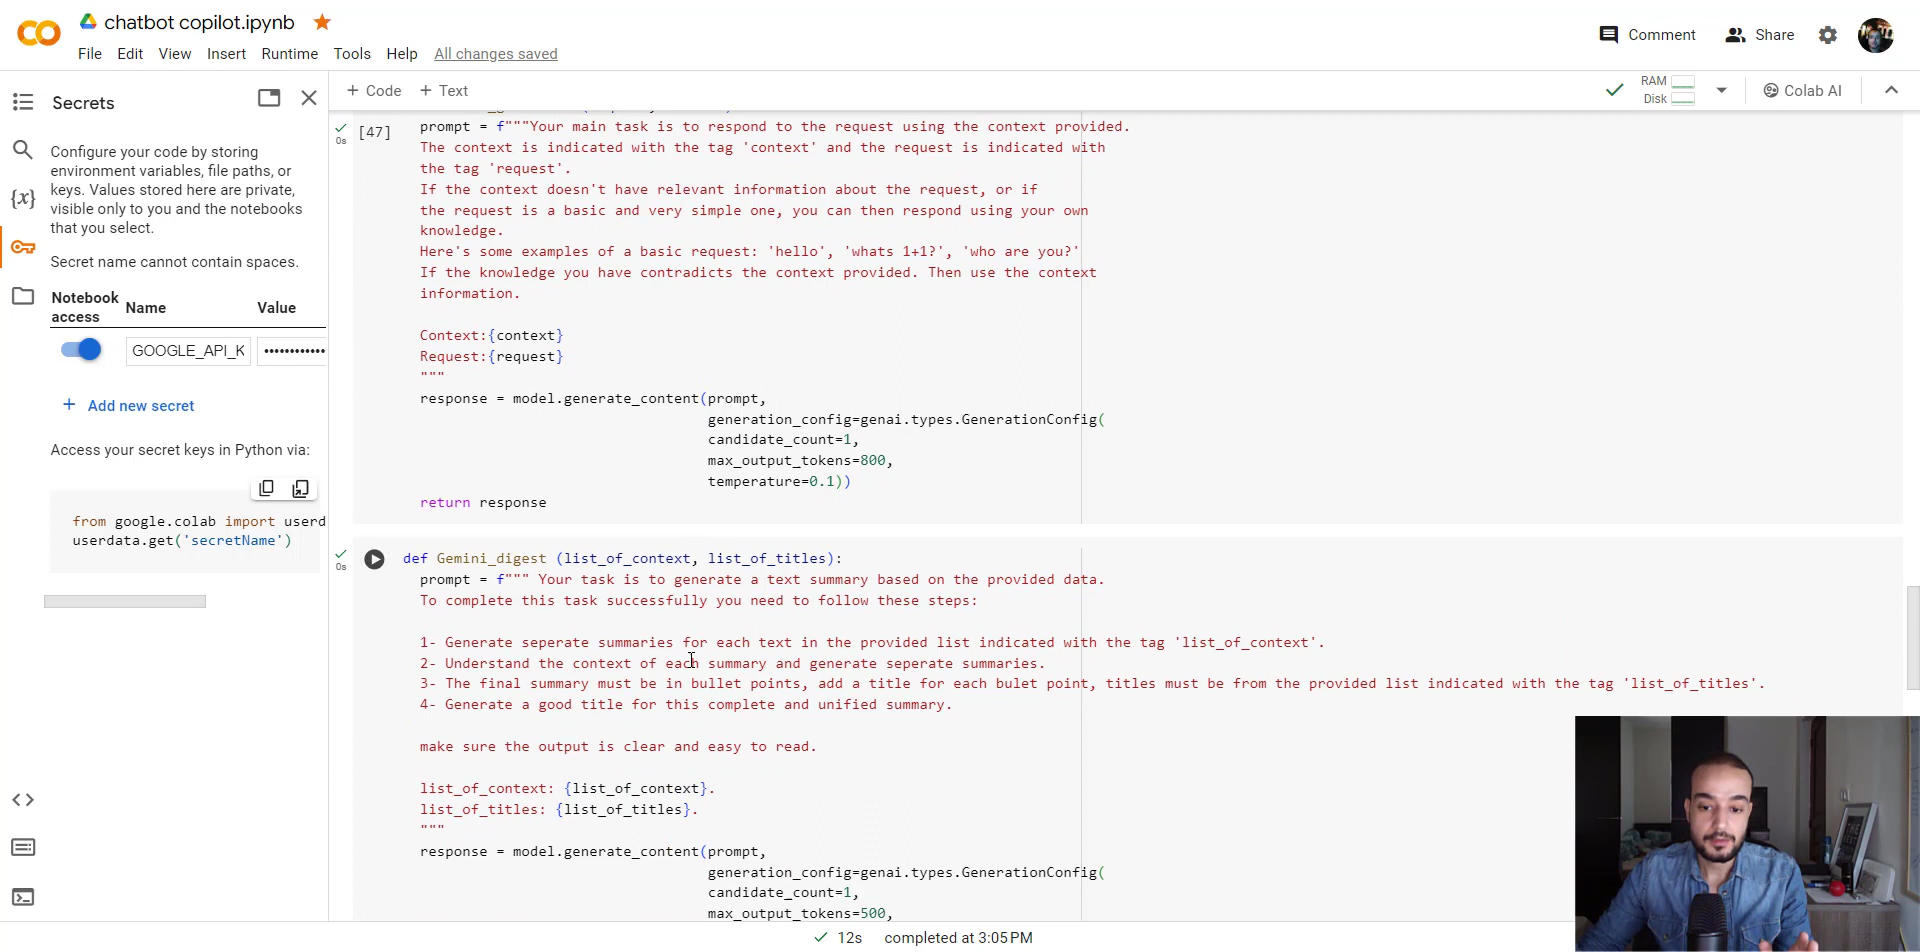 chatbot copilot.ipynb
File Edit View Insert Runtime Tools Help All changes saved
Comment Share
Secrets
+ Code + Text
RAM
Disk
Colab AI
Configure your code by storing
environment variables, file paths, or
keys. Values stored here are private,
visible only to you and the notebooks
that you select.
Secret name cannot contain spaces.
Notebook
access
Name
Value
GOOGLE_API_K
••••••••••••
+ Add new secret
Access your secret keys in Python via:
from google.colab import userd
userdata.get('secretName')
0s
[47]
prompt = f"""Your main task is to respond to the request using the context provided.
The context is indicated with the tag 'context' and the request is indicated with
the tag 'request'.
If the context doesn't have relevant information about the request, or if
the request is a basic and very simple one, you can then respond using your own
knowledge.
Here's some examples of a basic request: 'hello', 'whats 1+1?', 'who are you?'
If the knowledge you have contradicts the context provided. Then use the context
information.
Context:{context}
Request:{request}
"""
response = model.generate_content(prompt,
generation_config=genai.types.GenerationConfig(
candidate_count=1,
max_output_tokens=800,
temperature=0.1))
return response
0s
def Gemini_digest (list_of_context, list_of_titles):
prompt = f""" Your task is to generate a text summary based on the provided data.
To complete this task successfully you need to follow these steps:
1- Generate seperate summaries for each text in the provided list indicated with the tag 'list_of_context'.
2- Understand the context of each summary and generate seperate summaries.
3- The final summary must be in bullet points, add a title for each bulet point, titles must be from the provided list indicated with the tag 'list_of_titles'.
4- Generate a good title for this complete and unified summary.
make sure the output is clear and easy to read.
list_of_context: {list_of_context}.
list_of_titles: {list_of_titles}.
"""
response = model.generate_content(prompt,
generation_config=genai.types.GenerationConfig(
candidate_count=1,
max_output_tokens=500,
12s completed at 3:05 PM